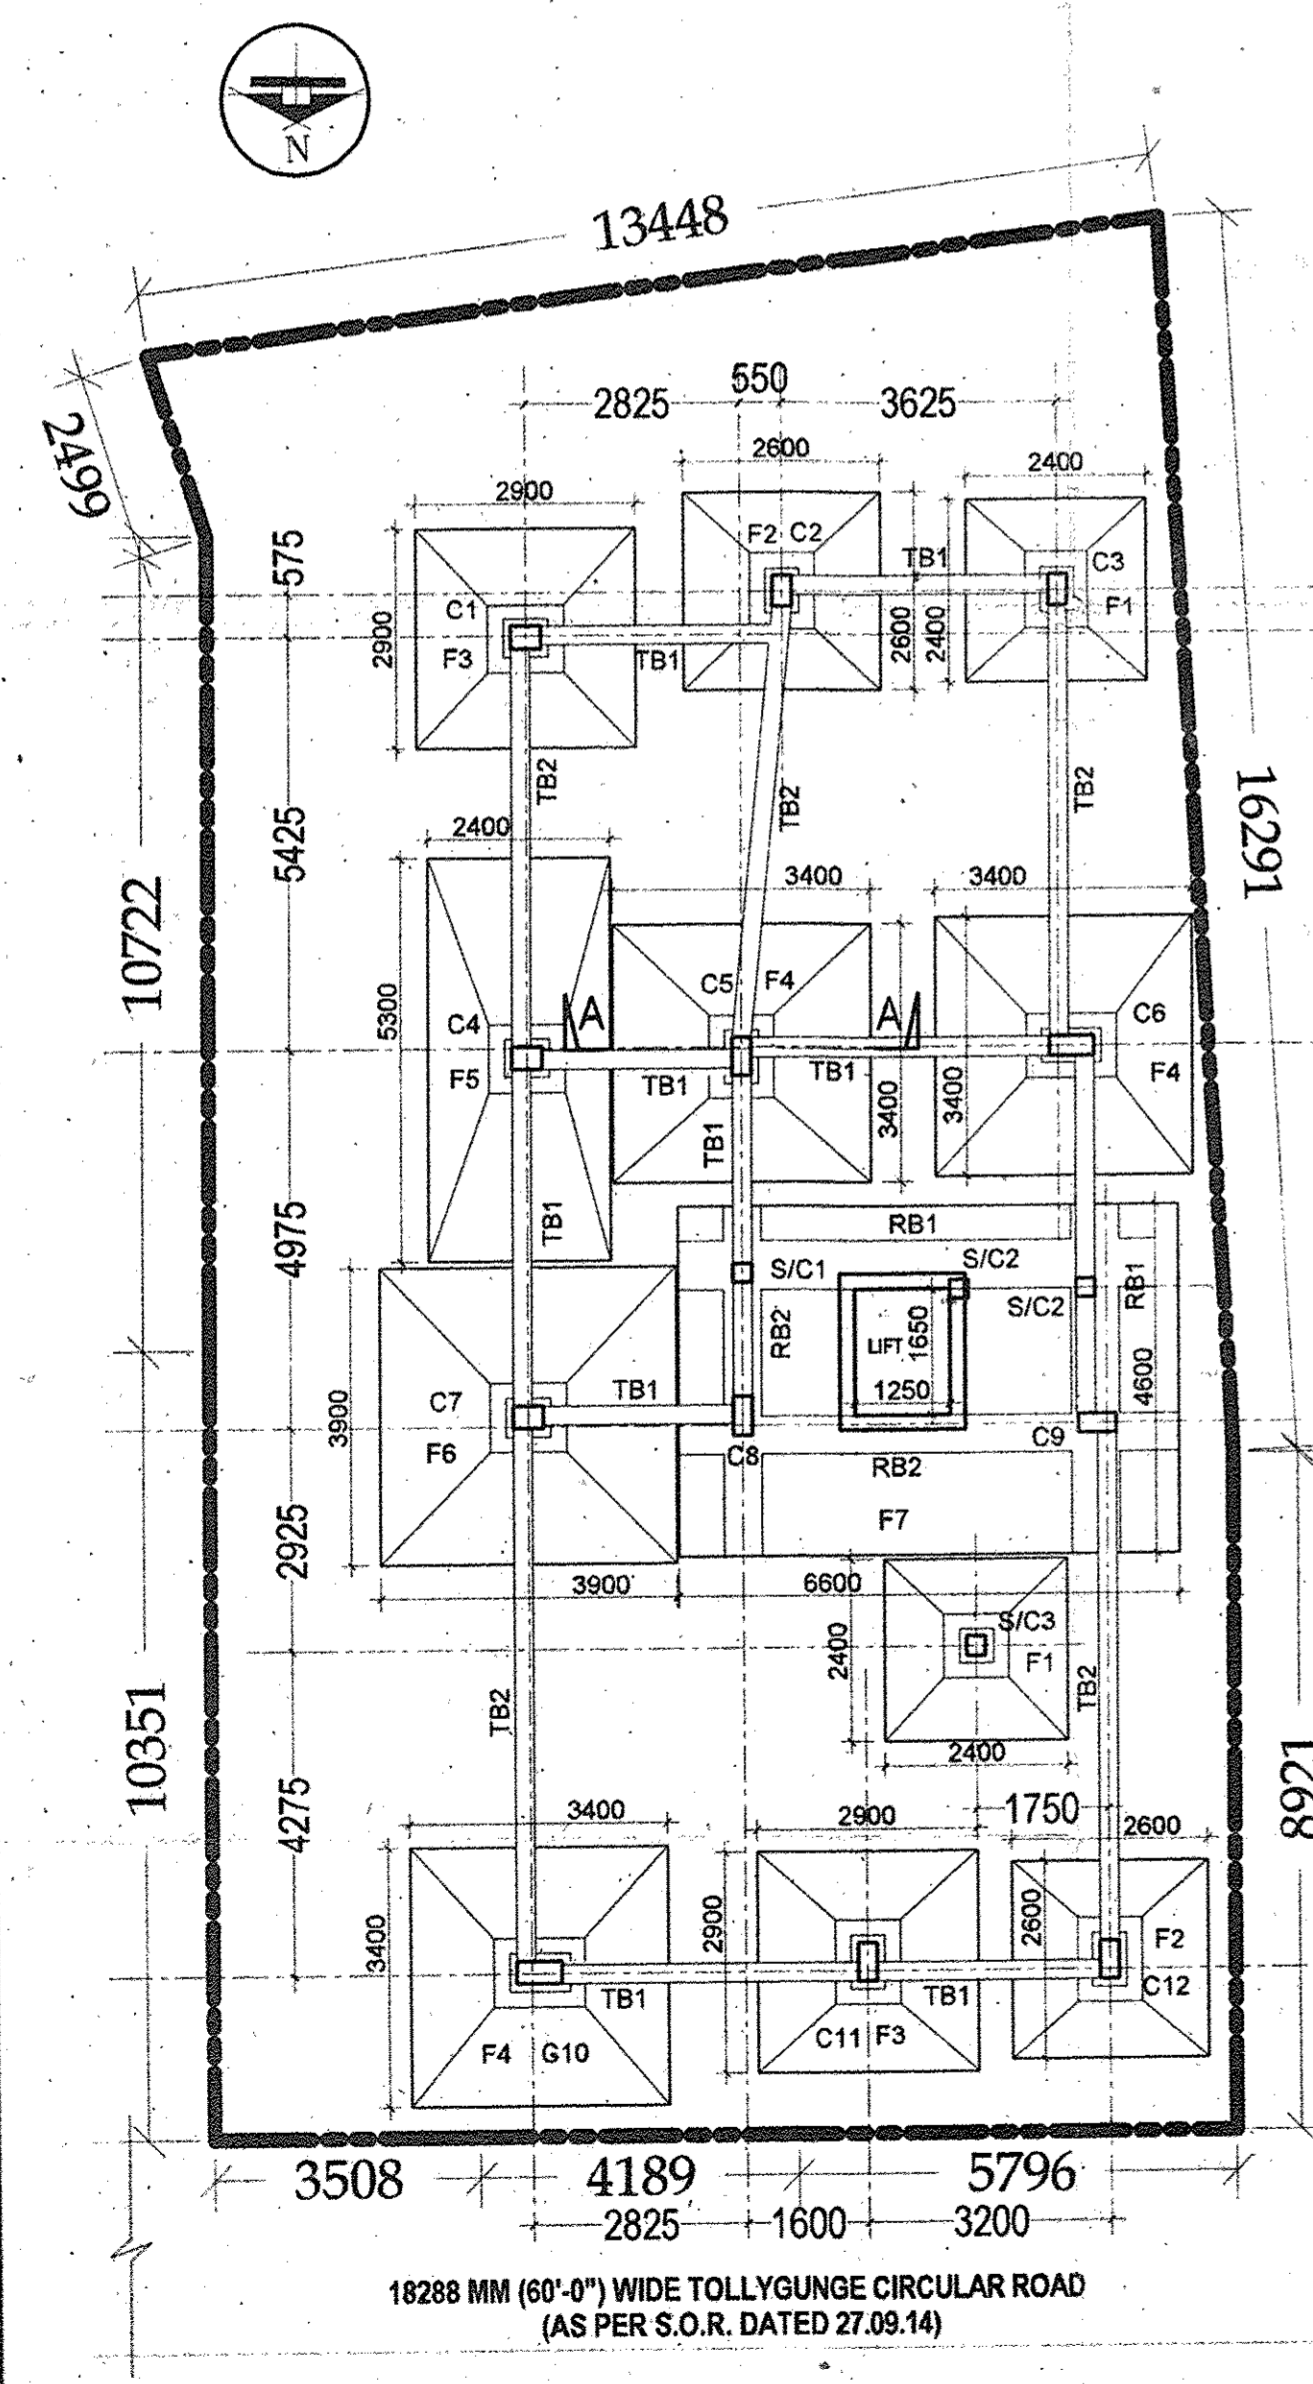 N
13448
2499
550
2825 3625
2600
2400
2900
575
F2 C2
TB1
C3
C1
F1
2900
F3
TB1
2600
2400
TB2
TB2
TB2
16291
5425
2400
3400
3400
10722
5300
C5 F4
C4
A
A
C6
F5
TB1
TB1
F4
3400
3400
TB1
TB1
4975
RB1
S/C1
S/C2
S/C2
RB1
RB2
LIFT
1650
1250
4600
TB1
C7
3900
F6
C8
C9
RB2
F7
2925
3900
6600
S/C3
2400
F1
TB2
TB2
2400
10351
4275
8921
3400
2900
1750
2600
3400
2900
2600
F2
TB1
TB1
C12
F4 G10
C11 F3
3508 4189 5796
2825 1600 3200
18288 MM (60'-0") WIDE TOLLYGUNGE CIRCULAR ROAD
(AS PER S.O.R. DATED 27.09.14)